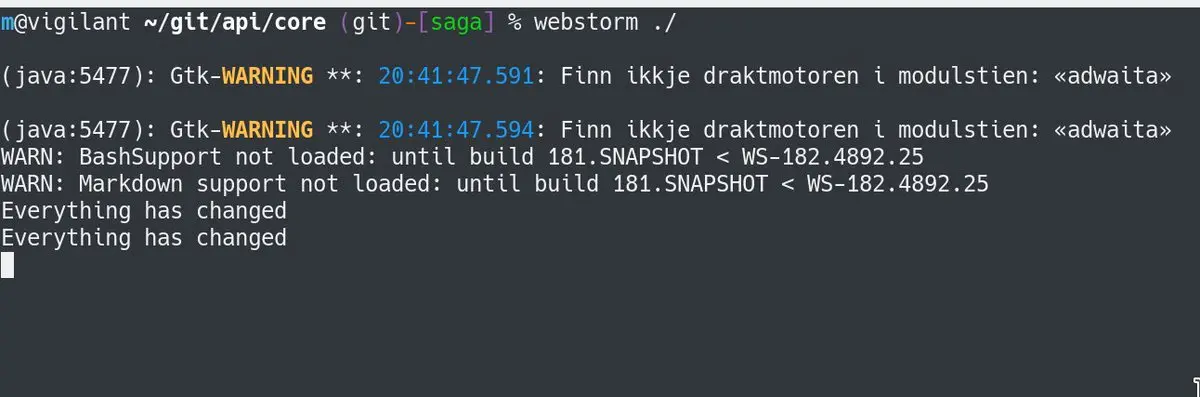 m@vigilant ~/git/api/core (git)-[saga] % webstorm ./
(java:5477): Gtk-WARNING **: 20:41:47.591: Finn ikkje draktmotoren i modulstien: «adwaita»
(java:5477): Gtk-WARNING **: 20:41:47.594: Finn ikkje draktmotoren i modulstien: «adwaita»
WARN: BashSupport not loaded: until build 181.SNAPSHOT < WS-182.4892.25
WARN: Markdown support not loaded: until build 181.SNAPSHOT < WS-182.4892.25
Everything has changed
Everything has changed